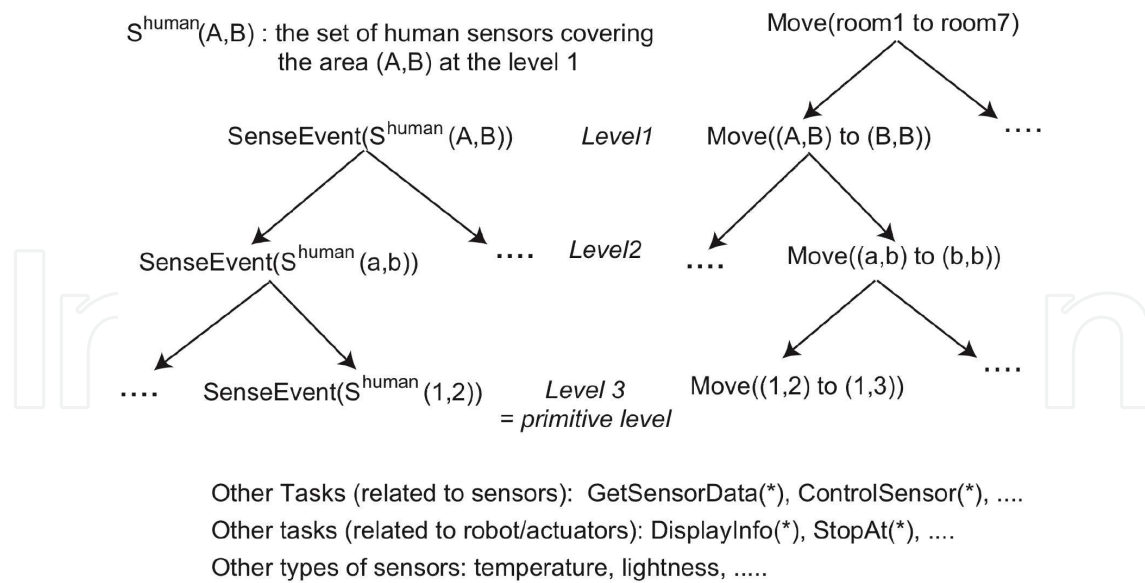 S^human(A,B) : the set of human sensors covering
the area (A,B) at the level 1
Move(room1 to room7)
SenseEvent(S^human (A,B))
Level1
Move((A,B) to (B,B))
....
SenseEvent(S^human (a,b))
....
Level2
....
Move((a,b) to (b,b))
....
SenseEvent(S^human (1,2))
Level 3
= primitive level
Move((1,2) to (1,3))
....
Other Tasks (related to sensors): GetSensorData(*), ControlSensor(*), ....
Other tasks (related to robot/actuators): DisplayInfo(*), StopAt(*), ....
Other types of sensors: temperature, lightness, .....